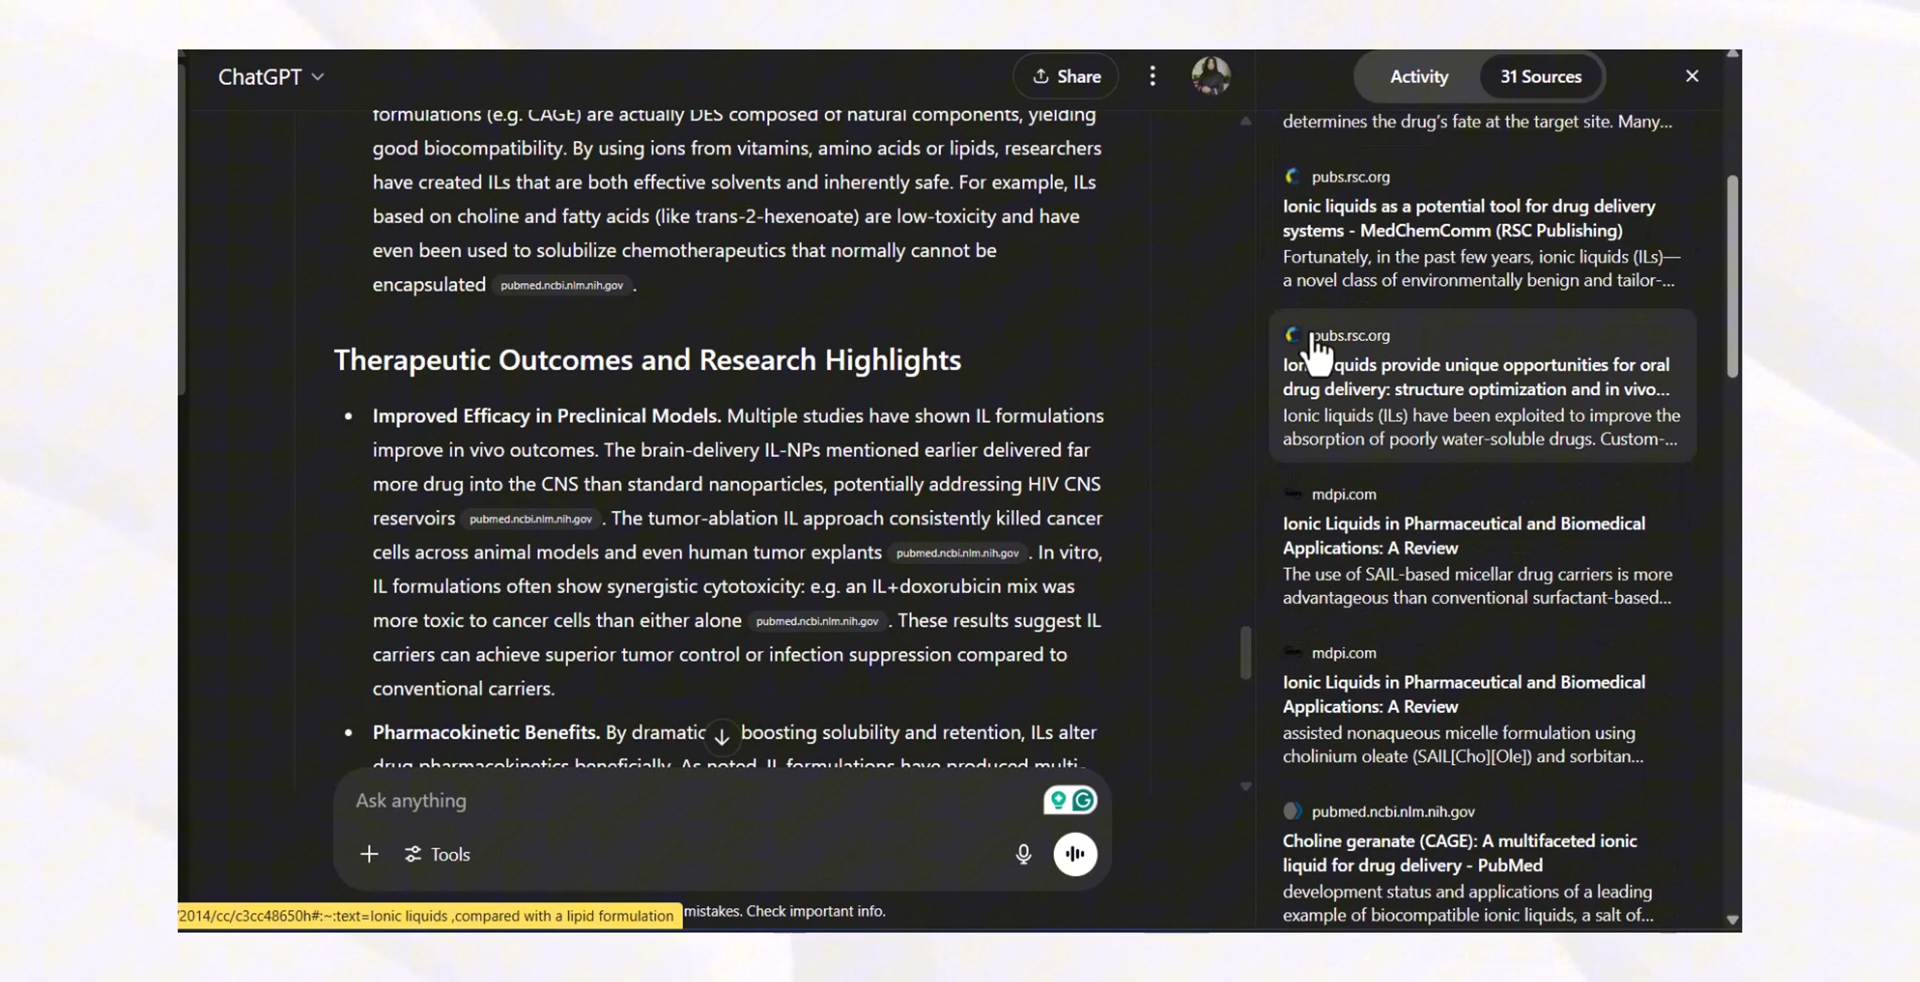 ChatGPT
Share
Activity
31 Sources
formulations (e.g. CAGE) are actually DES composed of natural components, yielding
good biocompatibility. By using ions from vitamins, amino acids or lipids, researchers
have created ILs that are both effective solvents and inherently safe. For example, ILs
based on choline and fatty acids (like trans-2-hexenoate) are low-toxicity and have
even been used to solubilize chemotherapeutics that normally cannot be
encapsulated pubmed.ncbi.nlm.nih.gov .
Therapeutic Outcomes and Research Highlights
• Improved Efficacy in Preclinical Models. Multiple studies have shown IL formulations
improve in vivo outcomes. The brain-delivery IL-NPs mentioned earlier delivered far
more drug into the CNS than standard nanoparticles, potentially addressing HIV CNS
reservoirs pubmed.ncbi.nlm.nih.gov . The tumor-ablation IL approach consistently killed cancer
cells across animal models and even human tumor explants pubmed.ncbi.nlm.nih.gov . In vitro,
IL formulations often show synergistic cytotoxicity: e.g. an IL+doxorubicin mix was
more toxic to cancer cells than either alone pubmed.ncbi.nlm.nih.gov . These results suggest IL
carriers can achieve superior tumor control or infection suppression compared to
conventional carriers.
• Pharmacokinetic Benefits. By dramatic boosting solubility and retention, ILs alter
drug pharmacokinetics beneficially. As noted, IL formulations have produced multi-
Ask anything
Tools
/2014/cc/c3cc48650h#:~:text=Ionic liquids ,compared with a lipid formulation
mistakes. Check important info.
determines the drug's fate at the target site. Many...
pubs.rsc.org
Ionic liquids as a potential tool for drug delivery
systems - MedChemComm (RSC Publishing)
Fortunately, in the past few years, ionic liquids (ILs)—
a novel class of environmentally benign and tailor-...
pubs.rsc.org
Ion quids provide unique opportunities for oral
drug delivery: structure optimization and in vivo...
Ionic liquids (ILs) have been exploited to improve the
absorption of poorly water-soluble drugs. Custom-...
mdpi.com
Ionic Liquids in Pharmaceutical and Biomedical
Applications: A Review
The use of SAIL-based micellar drug carriers is more
advantageous than conventional surfactant-based...
mdpi.com
Ionic Liquids in Pharmaceutical and Biomedical
Applications: A Review
assisted nonaqueous micelle formulation using
cholinium oleate (SAIL[Cho][Ole]) and sorbitan...
pubmed.ncbi.nlm.nih.gov
Choline geranate (CAGE): A multifaceted ionic
liquid for drug delivery - PubMed
development status and applications of a leading
example of biocompatible ionic liquids, a salt of...